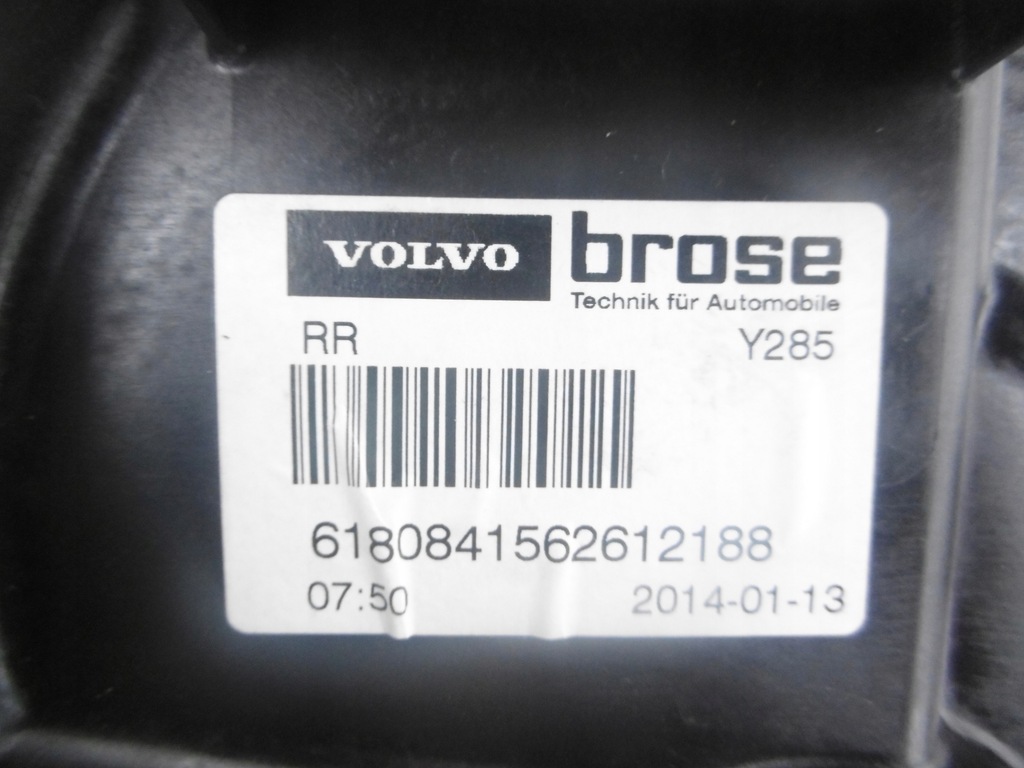 VOLVO brose
Technik für Automobile
RR Y285
6180841562612188
07:50 2014-01-13